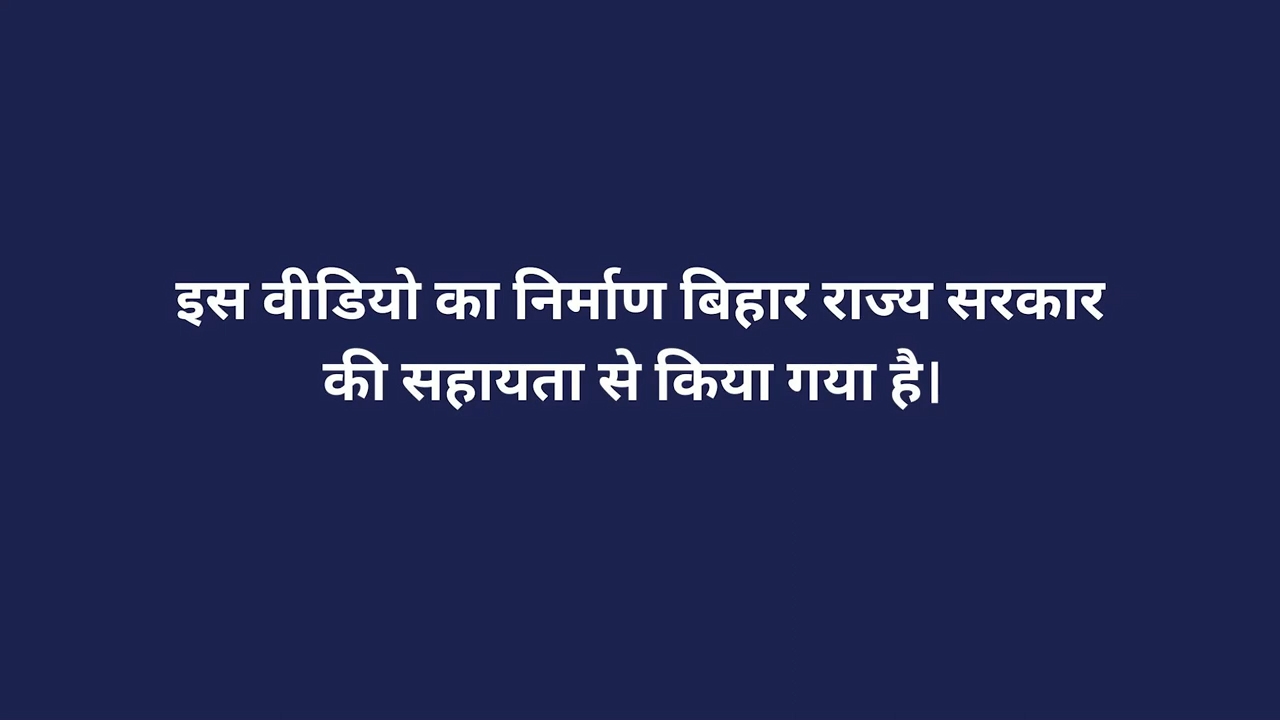 इस वीडियो का निर्माण बिहार राज्य सरकार
की सहायता से किया गया है।